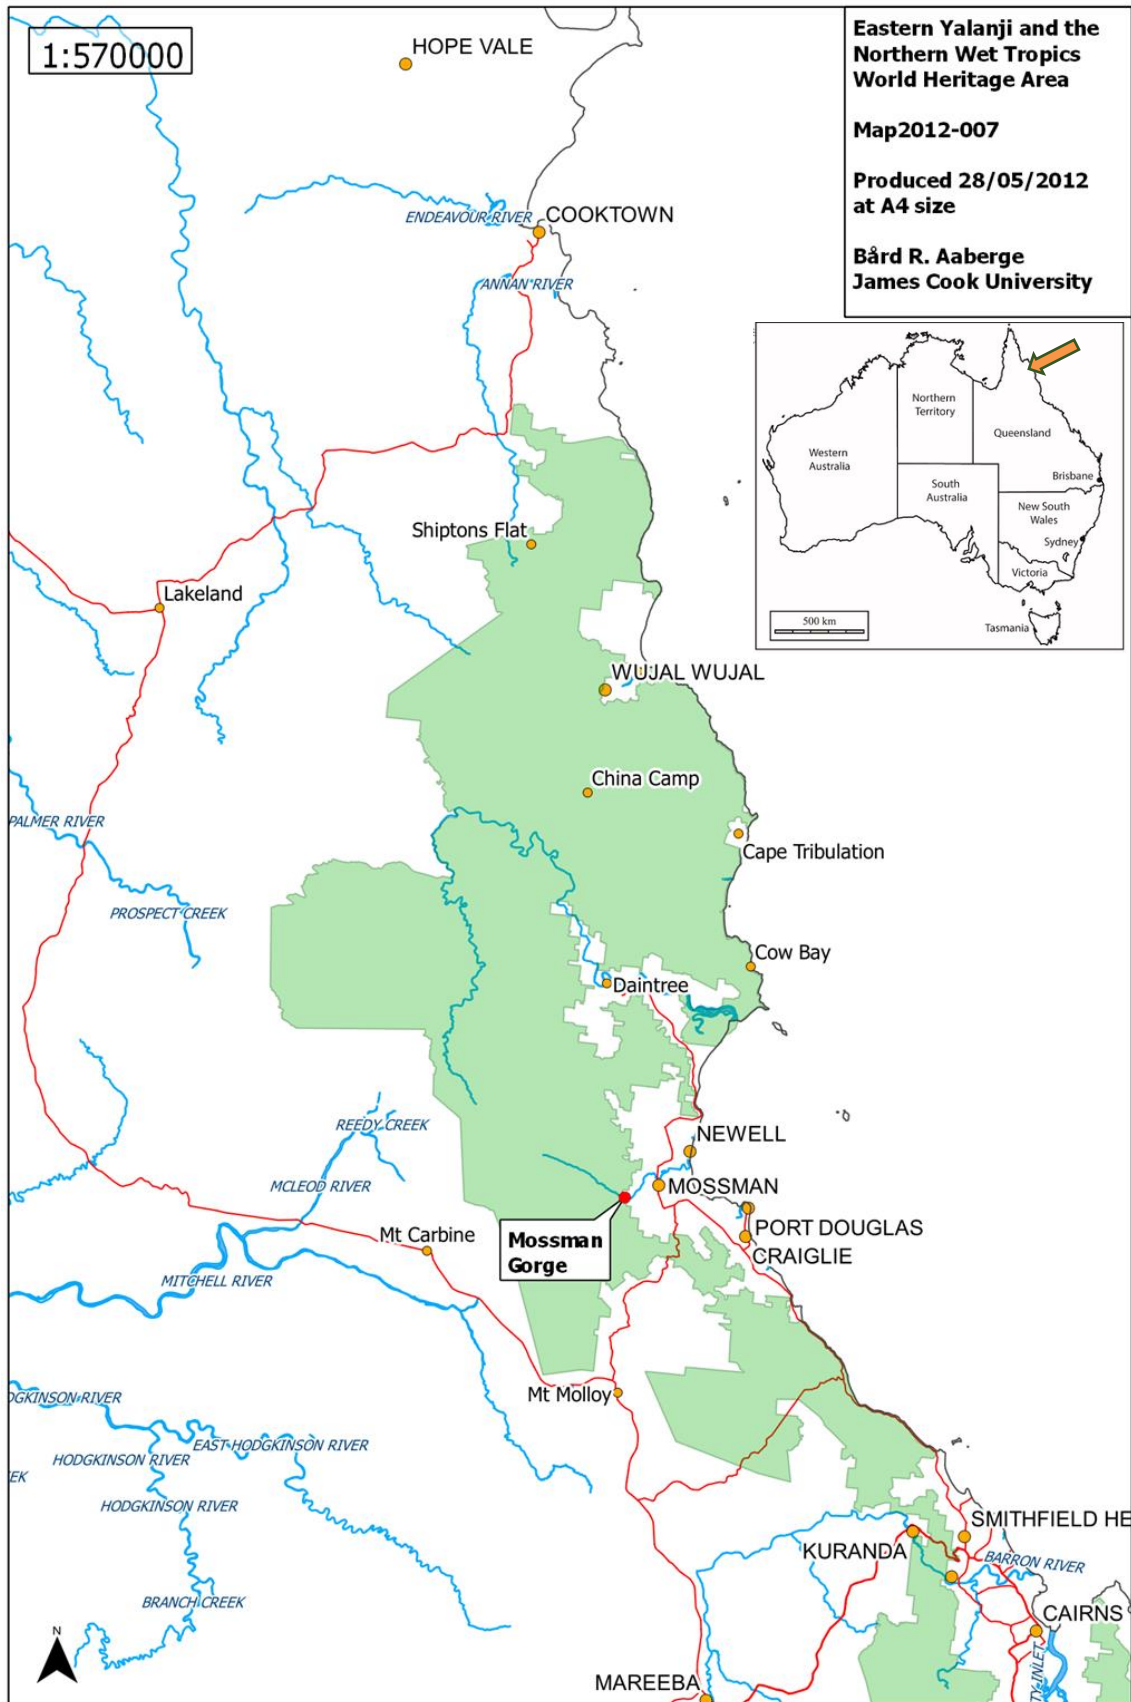 1:570000
HOPE VALE
Eastern Yalanji and the
Northern Wet Tropics
World Heritage Area
Map2012-007
Produced 28/05/2012
at A4 size
Bård R. Aaberge
James Cook University
ENDEAVOUR RIVER
COOKTOWN
ANNAN RIVER
Northern
Territory
Queensland
Western
Australia
South
Australia
Brisbane
New South
Wales
Sydney
Victoria
500 km
Tasmania
Shiptons Flat
Lakeland
WUJAL WUJAL
China Camp
PALMER RIVER
Cape Tribulation
PROSPECT CREEK
Cow Bay
Daintree
REEDY CREEK
NEWELL
MCLEOD RIVER
MOSSMAN
Mt Carbine
Mossman
Gorge
PORT DOUGLAS
CRAIGLIE
MITCHELL RIVER
Mt Molloy
DGKINSON RIVER
EAST HODGKINSON RIVER
HODGKINSON RIVER
EK
HODGKINSON RIVER
SMITHFIELD HE
KURANDA
BARRON RIVER
BRANCH CREEK
CAIRNS
N
TY INLET
MAREEBA